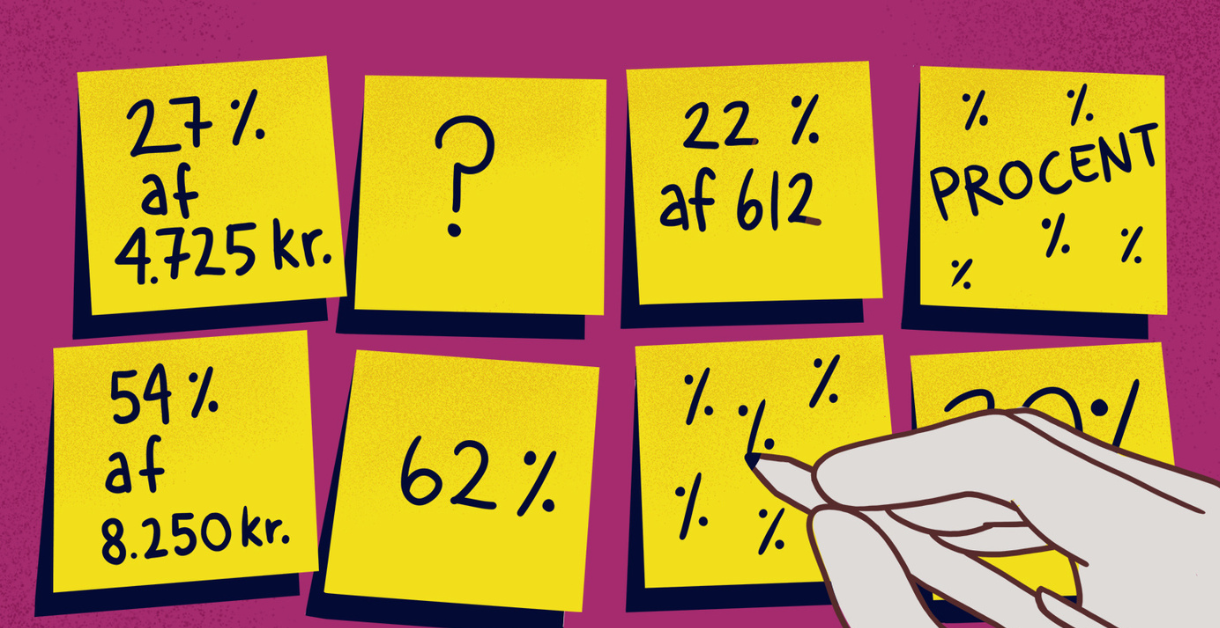 27 %
af
4.725 kr.
?
22 %
af 612
% %
PROCENT
% % %
54 %
af
8.250 kr.
62 %
% % %
% %